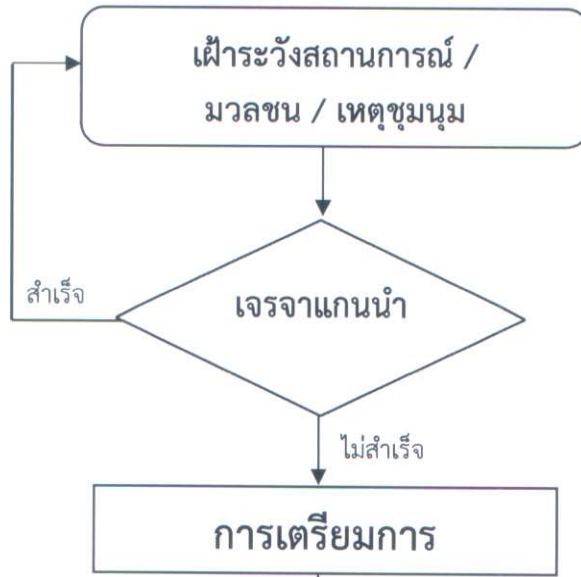 เฝ้าระวังสถานการณ์ /
มวลชน / เหตุชุมนุม
เจรจาแกนนำ
สำเร็จ
ไม่สำเร็จ
การเตรียมการ